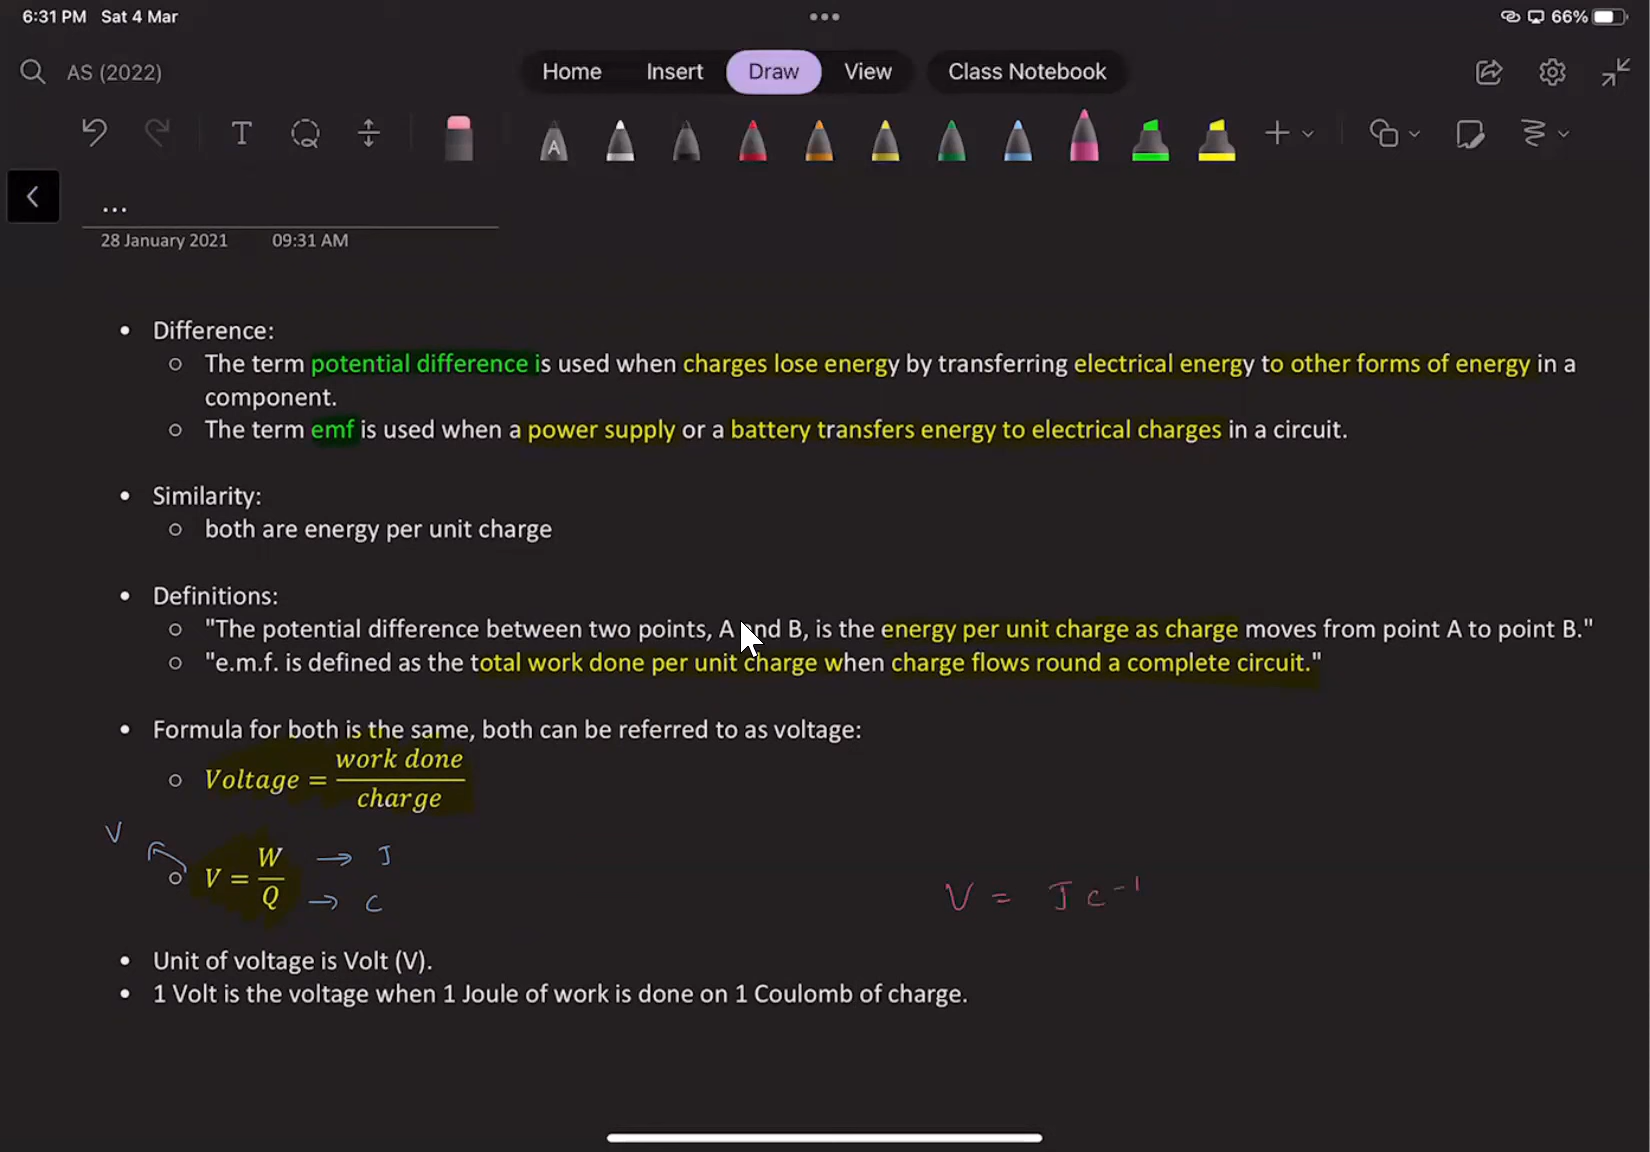 6:31 PM Sat 4 Mar
66%
AS (2022)
Home Insert Draw View Class Notebook
T
A
...
28 January 2021 09:31 AM
• Difference:
○ The term potential difference is used when charges lose energy by transferring electrical energy to other forms of energy in a
component.
○ The term emf is used when a power supply or a battery transfers energy to electrical charges in a circuit.
• Similarity:
○ both are energy per unit charge
• Definitions:
○ "The potential difference between two points, A and B, is the energy per unit charge as charge moves from point A to point B."
○ "e.m.f. is defined as the total work done per unit charge when charge flows round a complete circuit."
• Formula for both is the same, both can be referred to as voltage:
○ Voltage = work done / charge
V
○ V = W / Q
→ J
→ C
V = J C⁻¹
• Unit of voltage is Volt (V).
• 1 Volt is the voltage when 1 Joule of work is done on 1 Coulomb of charge.